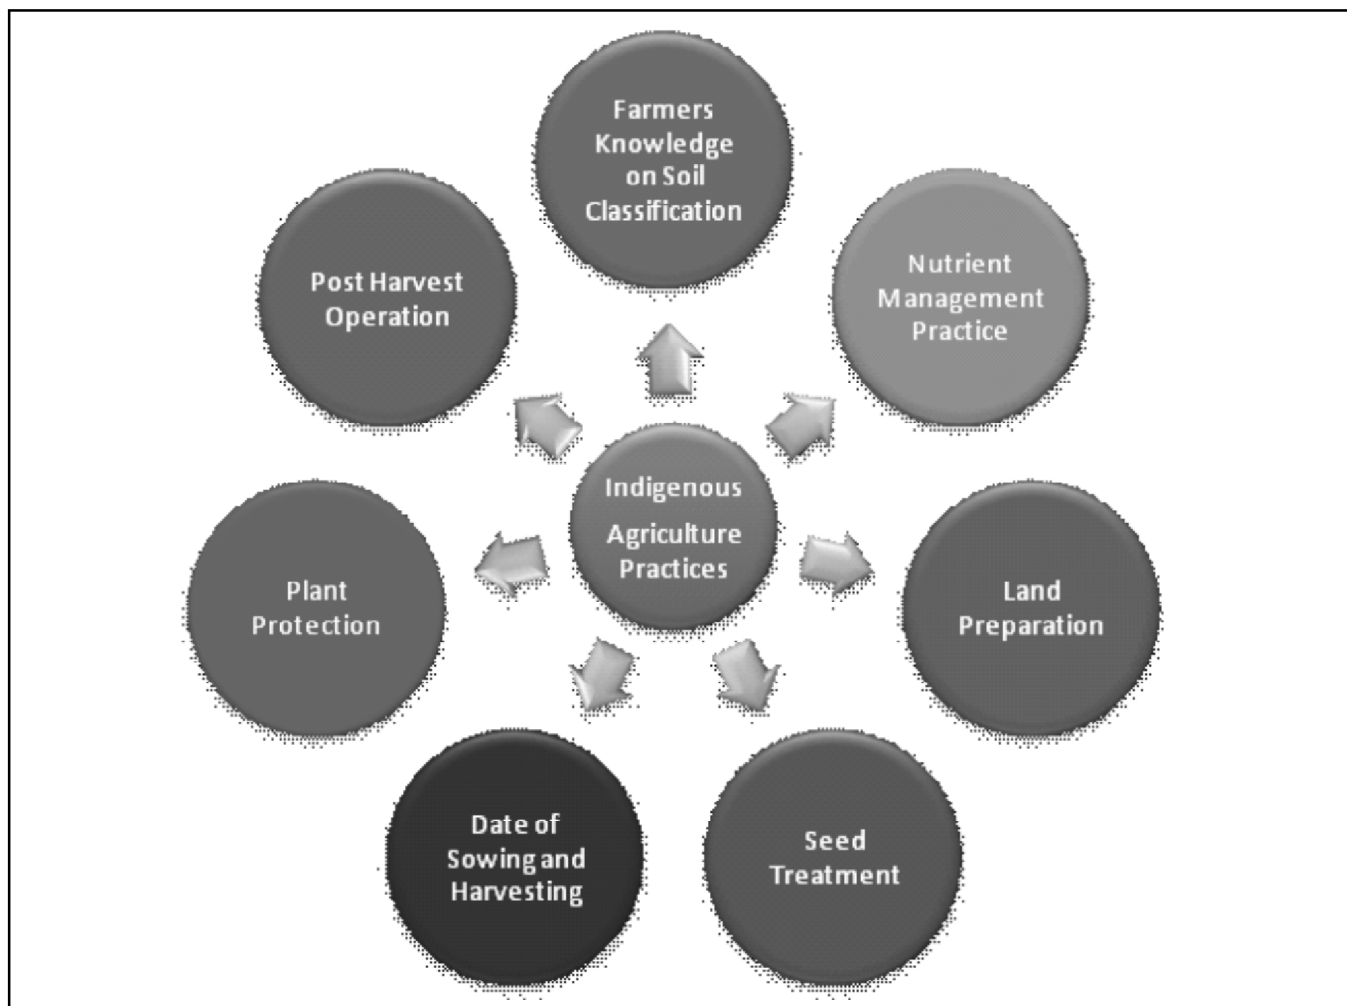 Farmers
Knowledge
on Soil
Classification
Nutrient
Management
Practice
Land
Preparation
Seed
Treatment
Date of
Sowing and
Harvesting
Plant
Protection
Post Harvest
Operation
Indigenous
Agriculture
Practices